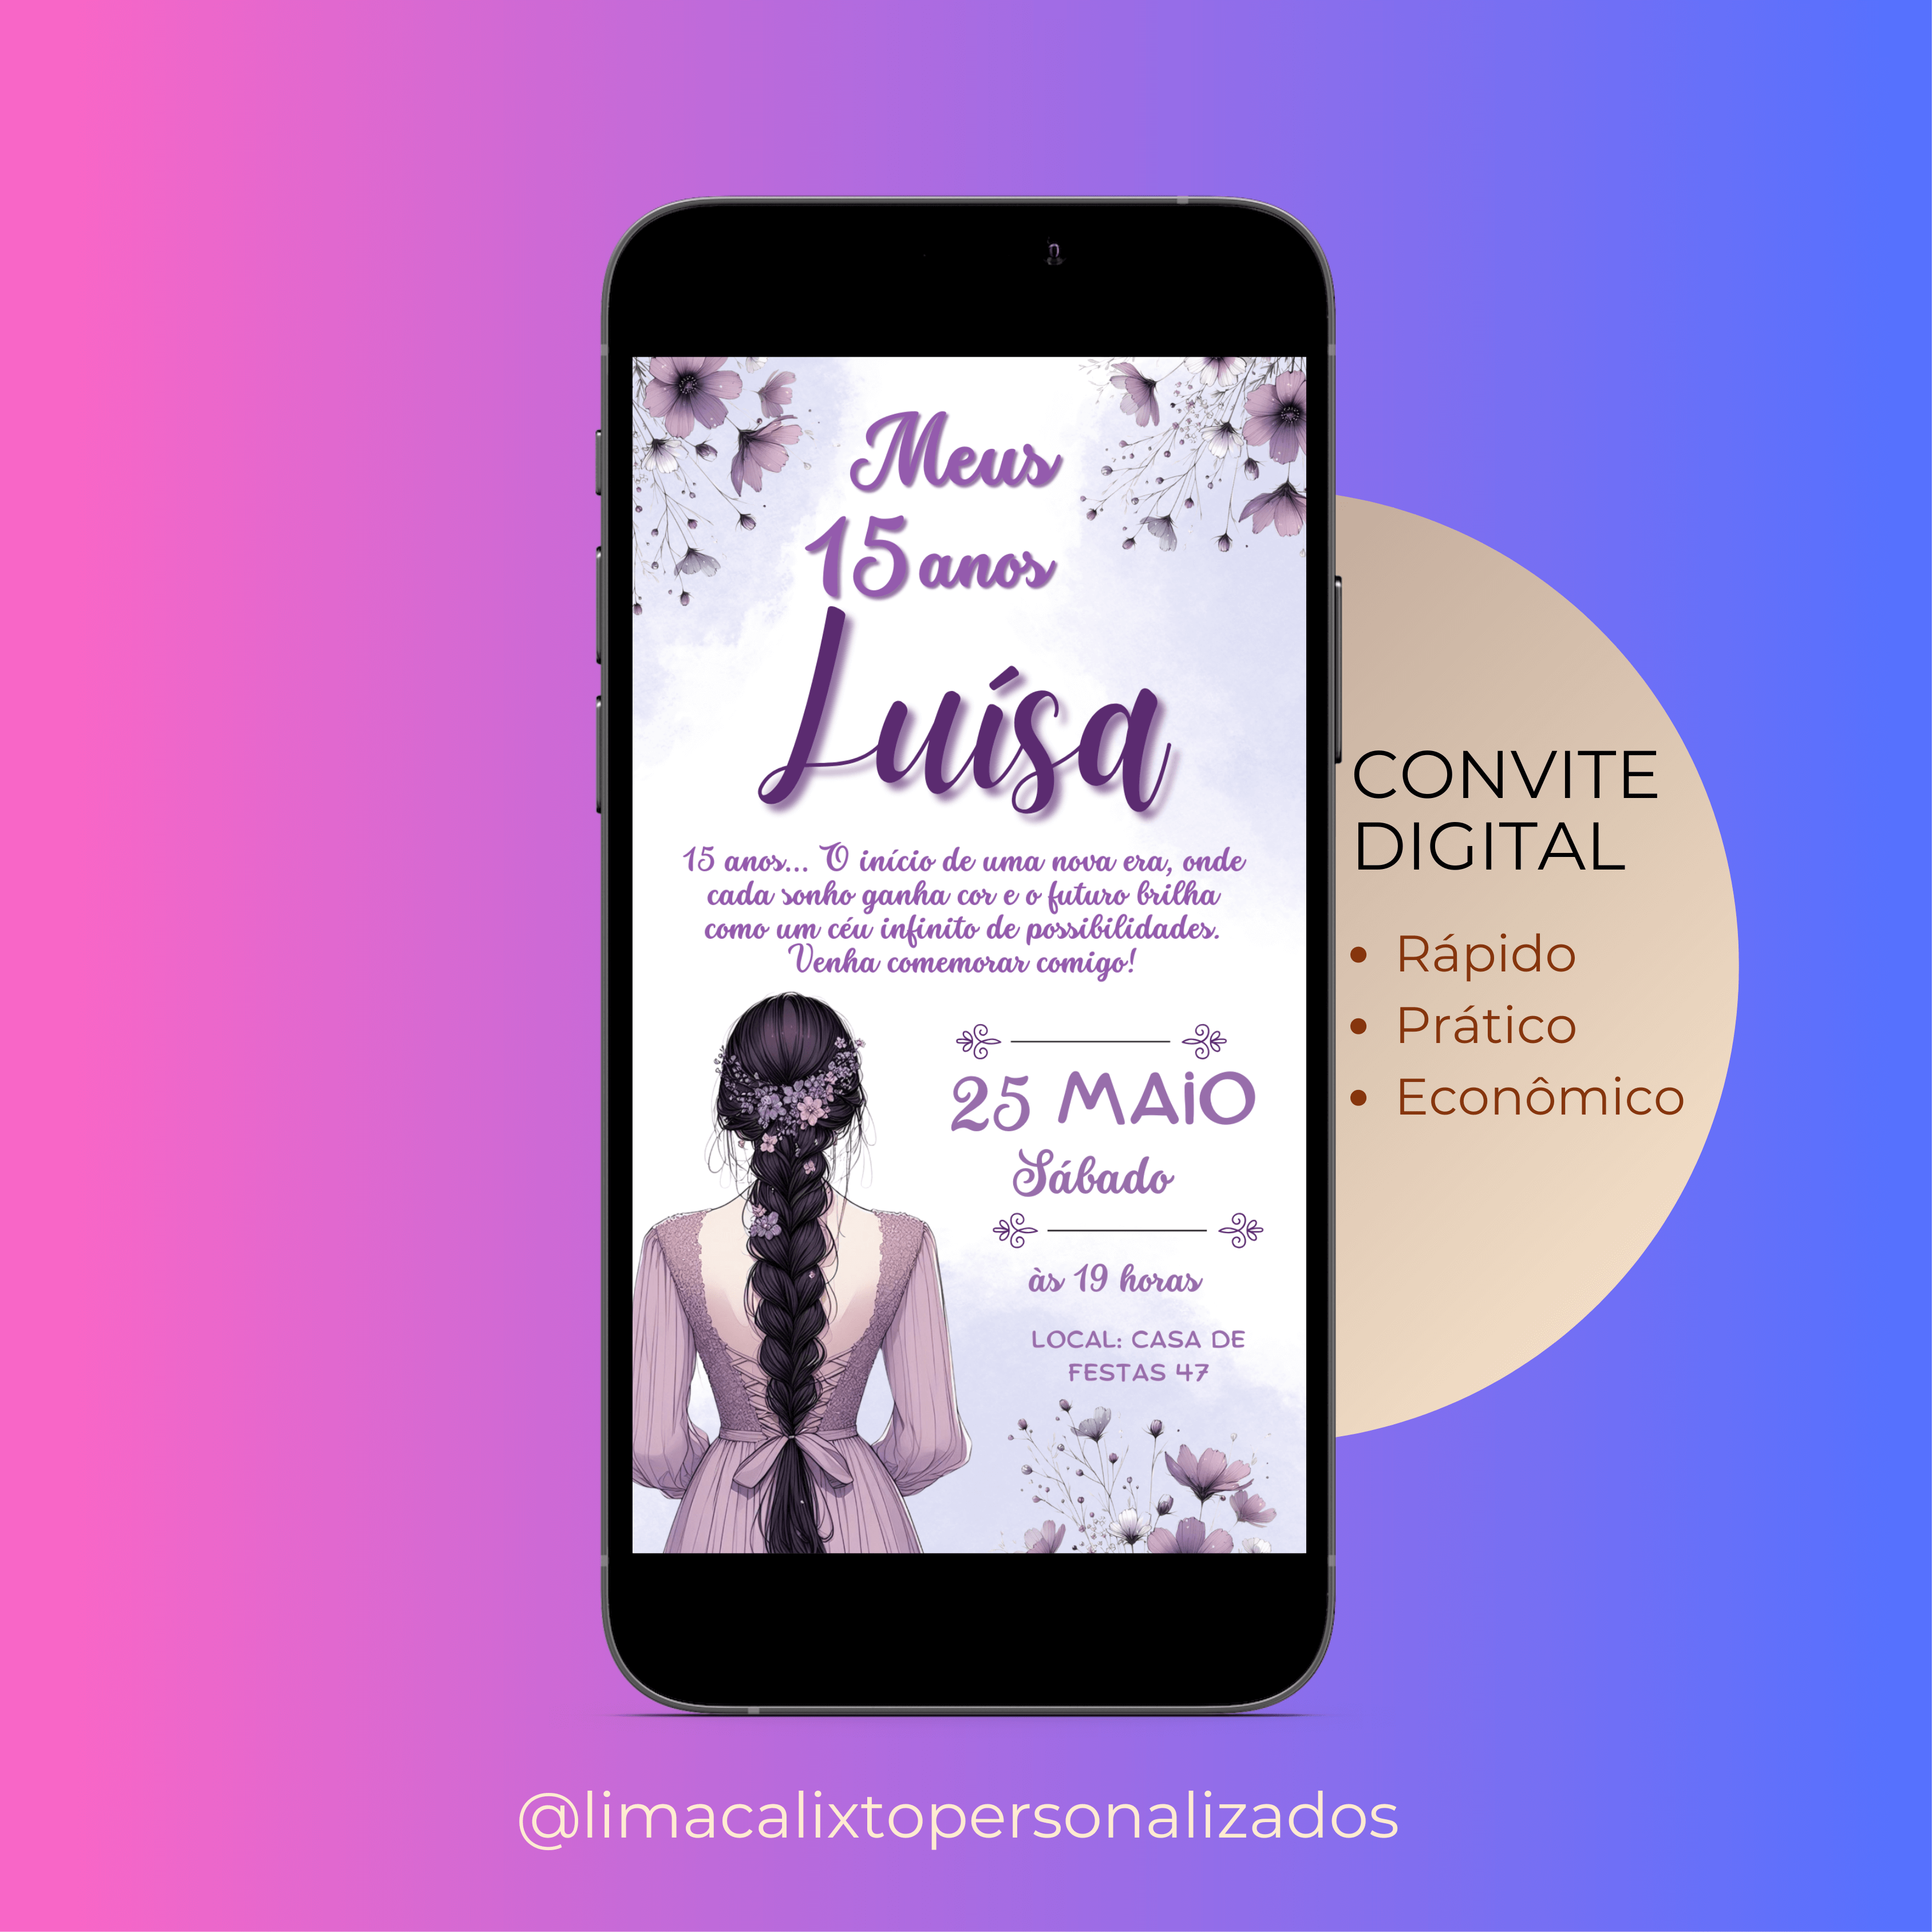 Meus
15 anos
Luísa
15 anos... O início de uma nova era, onde
cada sonho ganha cor e o futuro brilha
como um céu infinito de possibilidades.
Venha comemorar comigo!
25 MAIO
Sábado
às 19 horas
LOCAL: CASA DE
FESTAS 47
CONVITE
DIGITAL
• Rápido
• Prático
• Econômico
@limacalixtopersonalizados